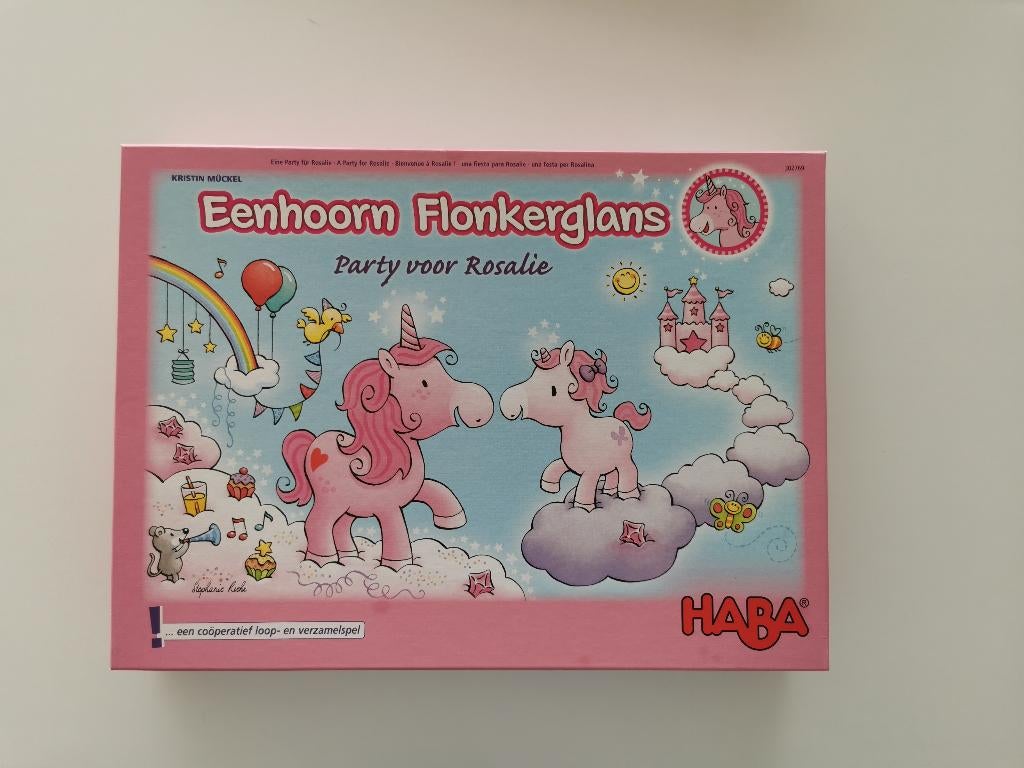 Eine Party für Rosalie - A Party for Rosalie - Bienvenue à Rosalie ! - una fiesta para Rosalie - una festa per Rosalina
302769
KRISTIN MÜCKEL
Eenhoorn Flonkerglans
Party voor Rosalie
! ... een coöperatief loop- en verzamelspel
HABA®